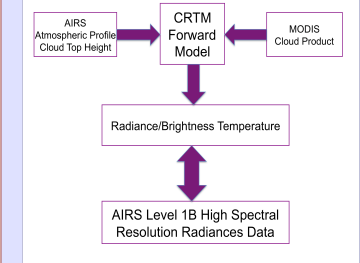 AIRS
Atmospheric Profile
Cloud Top Height
CRTM
Forward
Model
MODIS
Cloud Product
Radiance/Brightness Temperature
AIRS Level 1B High Spectral
Resolution Radiances Data